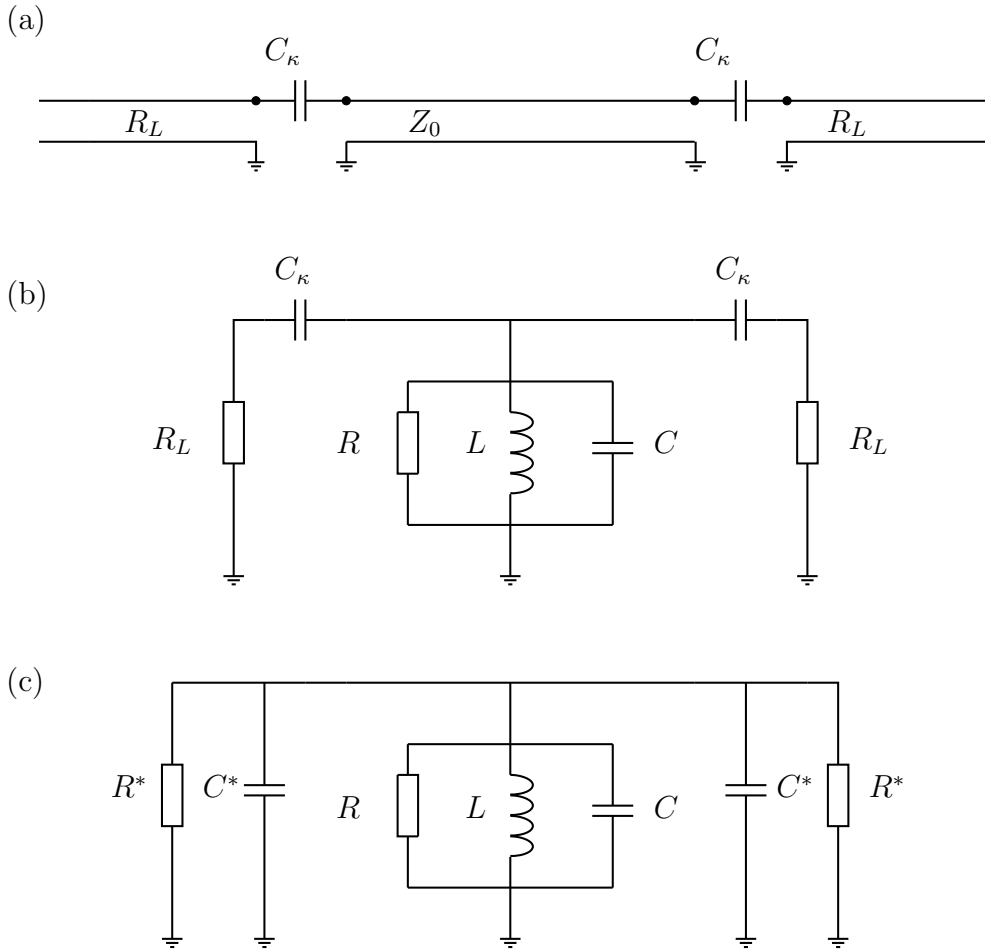 (a)
C_κ C_κ
R_L Z_0 R_L
(b)
C_κ C_κ
R_L R L C R_L
(c)
R* C* R L C C* R*